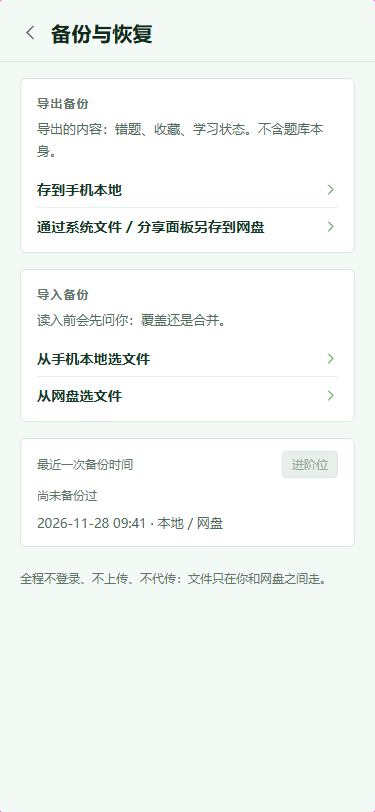 备份与恢复
导出备份
导出的内容：错题、收藏、学习状态。不含题库本
身。
存到手机本地
通过系统文件 / 分享面板另存到网盘
导入备份
读入前会先问你：覆盖还是合并。
从手机本地选文件
从网盘选文件
最近一次备份时间
进阶位
尚未备份过
2026-11-28 09:41 · 本地 / 网盘
全程不登录、不上传、不代传：文件只在你和网盘之间走。